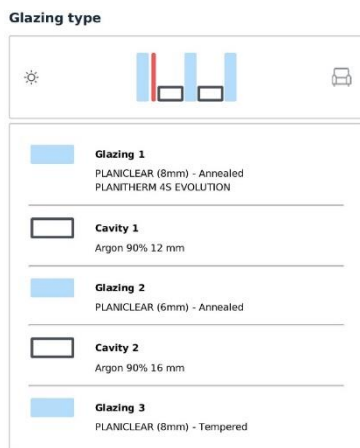 Glazing type
Glazing 1
PLANICLEAR (8mm) - Annealed
PLANITHERM 4S EVOLUTION
Cavity 1
Argon 90% 12 mm
Glazing 2
PLANICLEAR (6mm) - Annealed
Cavity 2
Argon 90% 16 mm
Glazing 3
PLANICLEAR (8mm) - Tempered